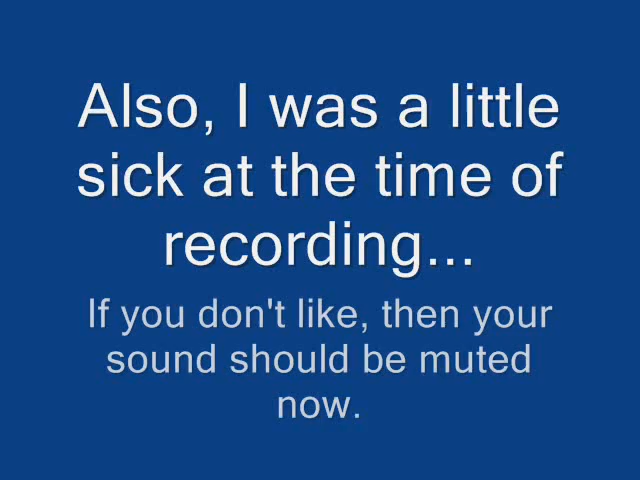 Also, I was a little
sick at the time of
recording...
If you don't like, then your
sound should be muted
now.